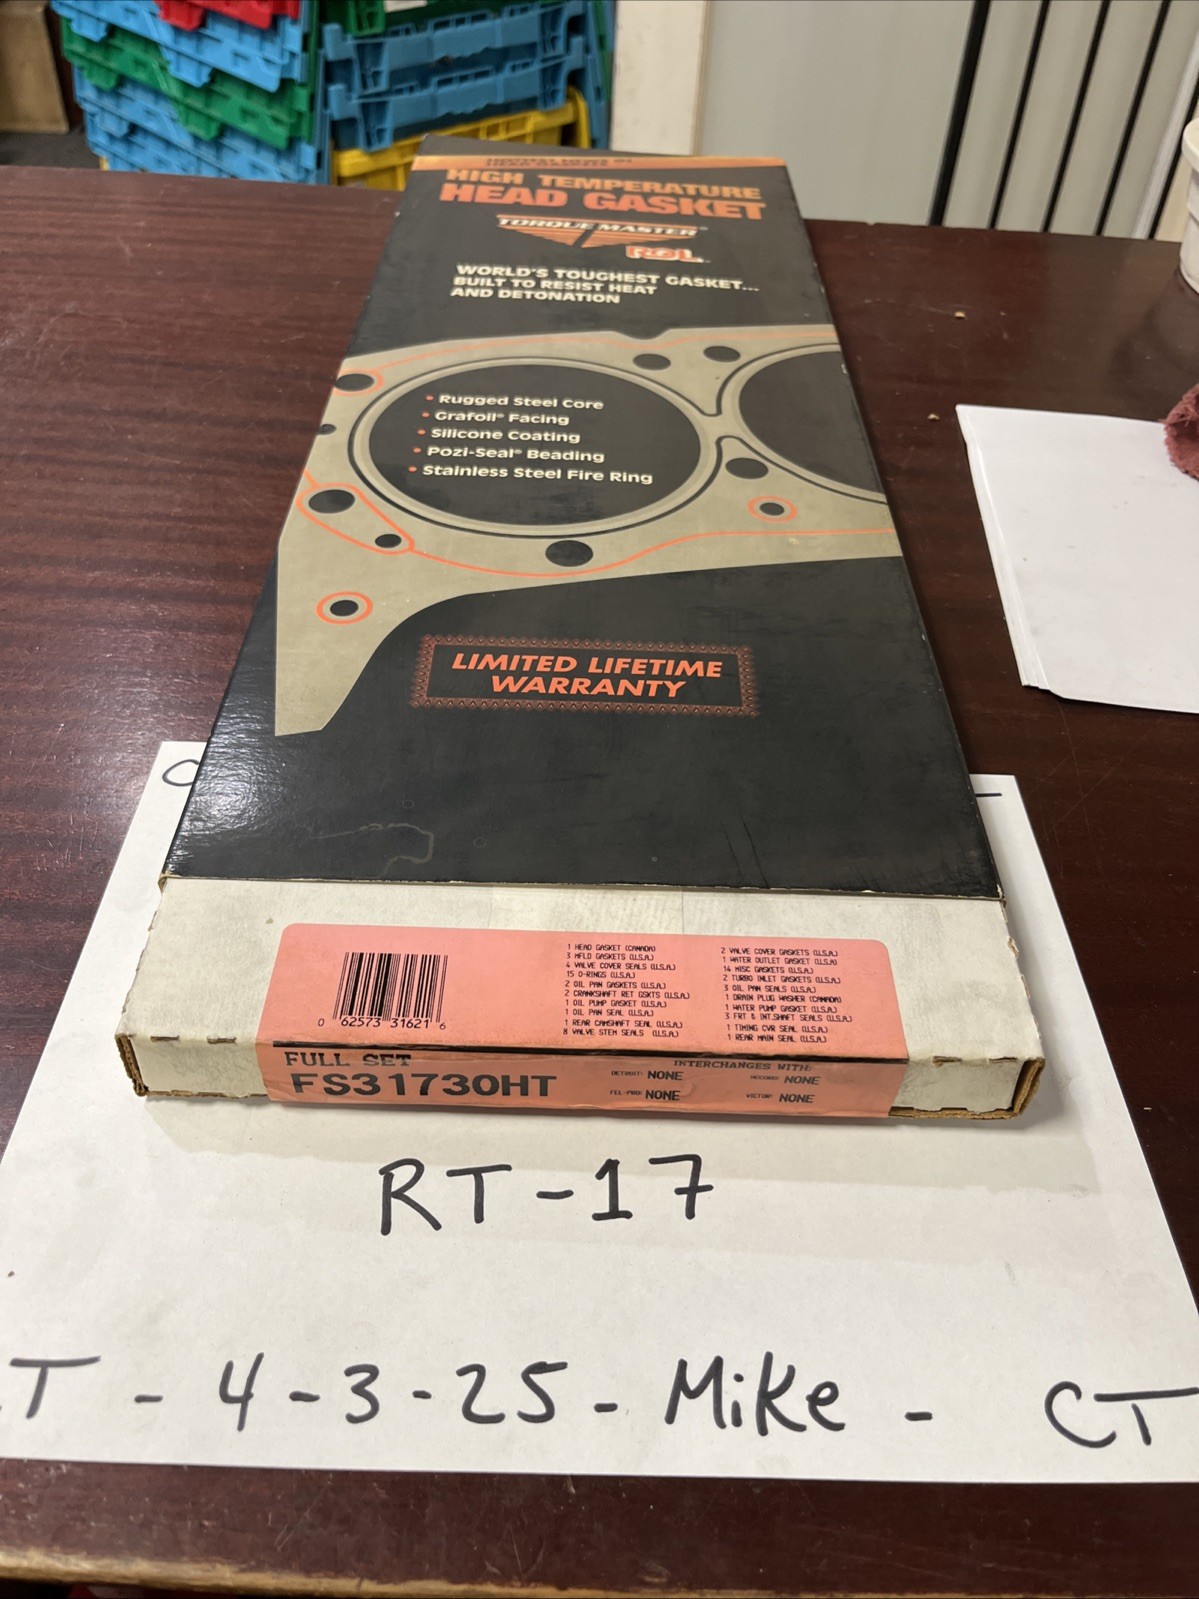 HIGH TEMPERATURE
HEAD GASKET
TORQUE MASTER®
ROL™
WORLD'S TOUGHEST GASKET...
BUILT TO RESIST HEAT
AND DETONATION
• Rugged Steel Core
• Grafoil® Facing
• Silicone Coating
• Pozi-Seal® Beading
• Stainless Steel Fire Ring
LIMITED LIFETIME
WARRANTY
1 HEAD GASKET (CANADA)
3 MFLD GASKETS (U.S.A.)
4 VALVE COVER SEALS (U.S.A.)
15 O-RINGS (U.S.A.)
2 OIL PAN GASKETS (U.S.A.)
2 CRANKSHAFT RET GSKTS (U.S.A.)
1 OIL PUMP GASKET (U.S.A.)
1 OIL PAN SEAL (U.S.A.)
1 REAR CAMSHAFT SEAL (U.S.A.)
8 VALVE STEM SEALS (U.S.A.)
2 VALVE COVER GASKETS (U.S.A.)
1 WATER OUTLET GASKET (U.S.A)
14 MISC GASKETS (U.S.A.)
2 TURBO INLET GASKETS (U.S.A.)
3 OIL PAN SEALS (U.S.A.)
1 DRAIN PLUG WASHER (CANADA)
1 WATER PUMP GASKET (U.S.A.)
3 FRT & INT.SHAFT SEALS (U.S.A.)
1 TIMING CVR SEAL (U.S.A.)
1 REAR MAIN SEAL (U.S.A.)
0 62573 31621 6
FULL SET
FS31730HT
INTERCHANGES WITH:
DETROIT: NONE
MCCORD: NONE
FEL-PRO: NONE
VICTOR: NONE
RT-17
T - 4-3-25 - Mike - CT